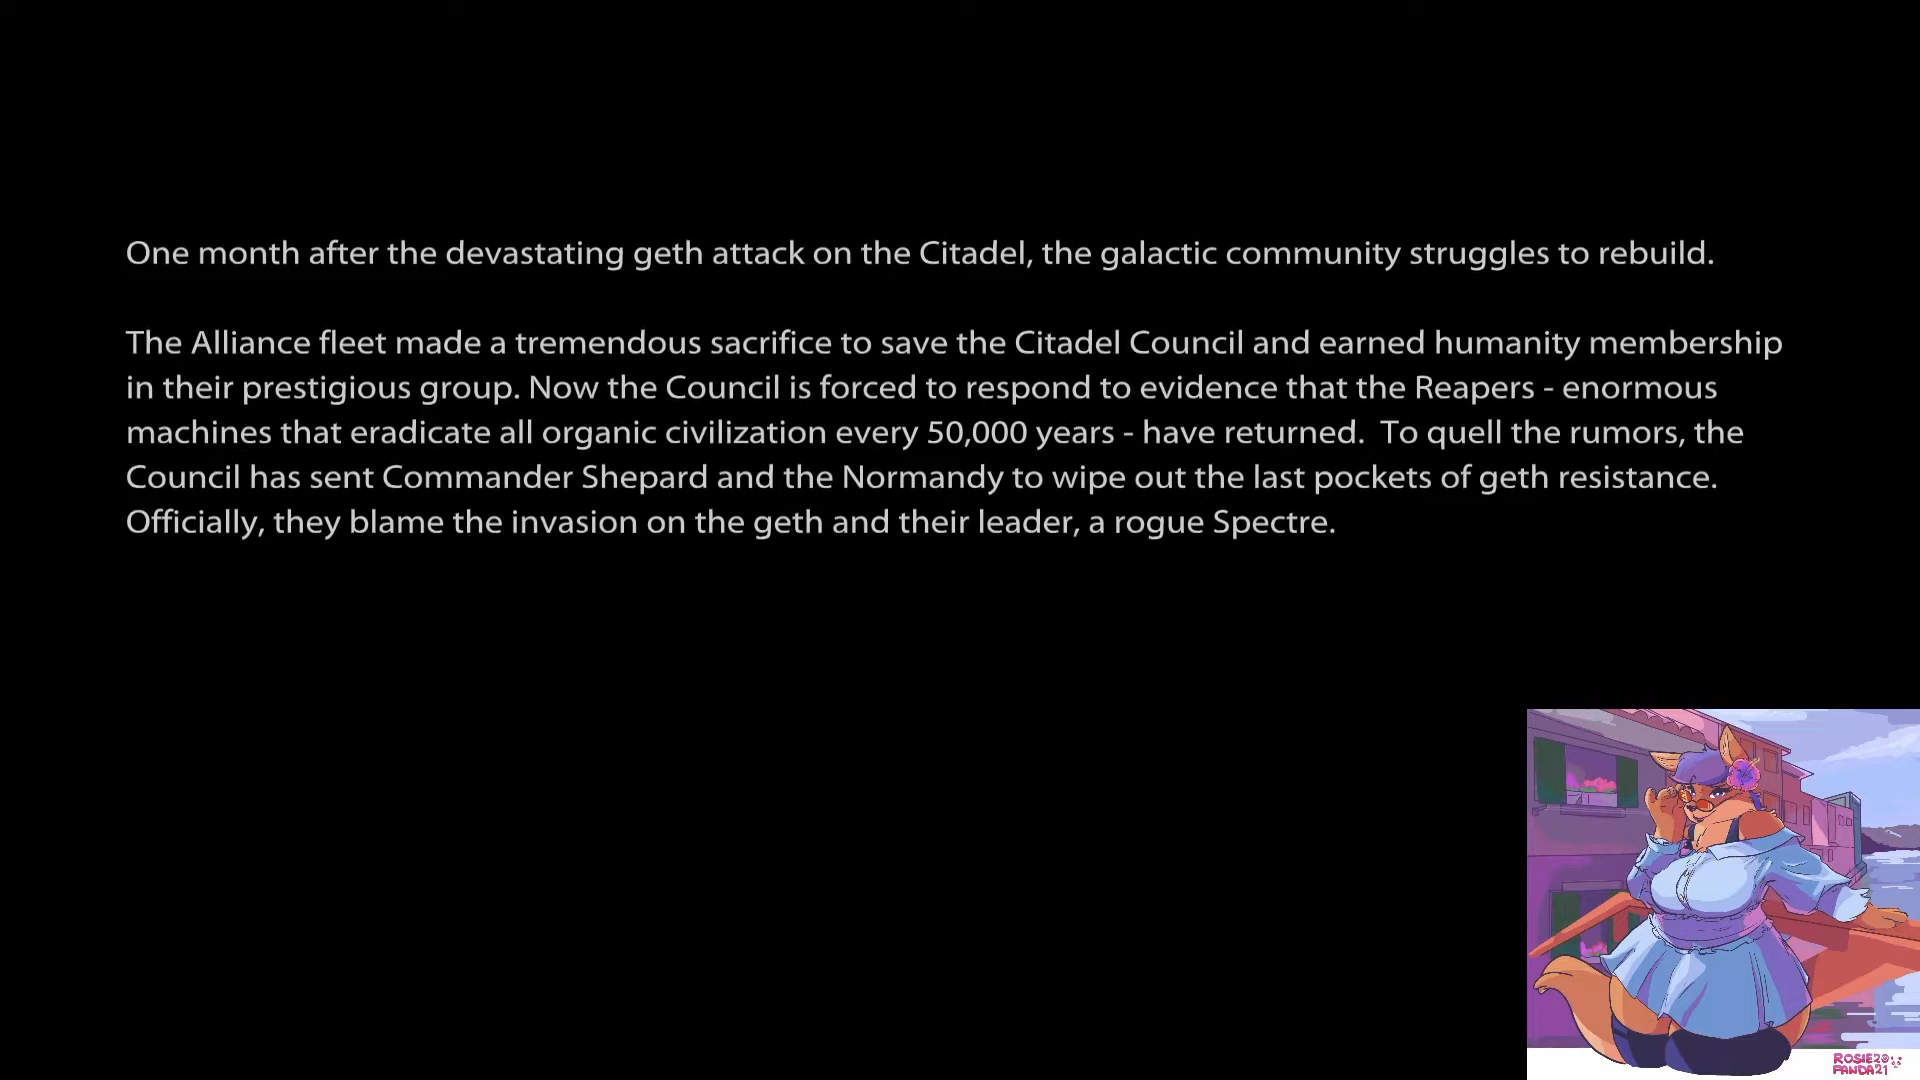 One month after the devastating geth attack on the Citadel, the galactic community struggles to rebuild.
The Alliance fleet made a tremendous sacrifice to save the Citadel Council and earned humanity membership
in their prestigious group. Now the Council is forced to respond to evidence that the Reapers - enormous
machines that eradicate all organic civilization every 50,000 years - have returned.  To quell the rumors, the
Council has sent Commander Shepard and the Normandy to wipe out the last pockets of geth resistance.
Officially, they blame the invasion on the geth and their leader, a rogue Spectre.
ROSIE20
PANDA21